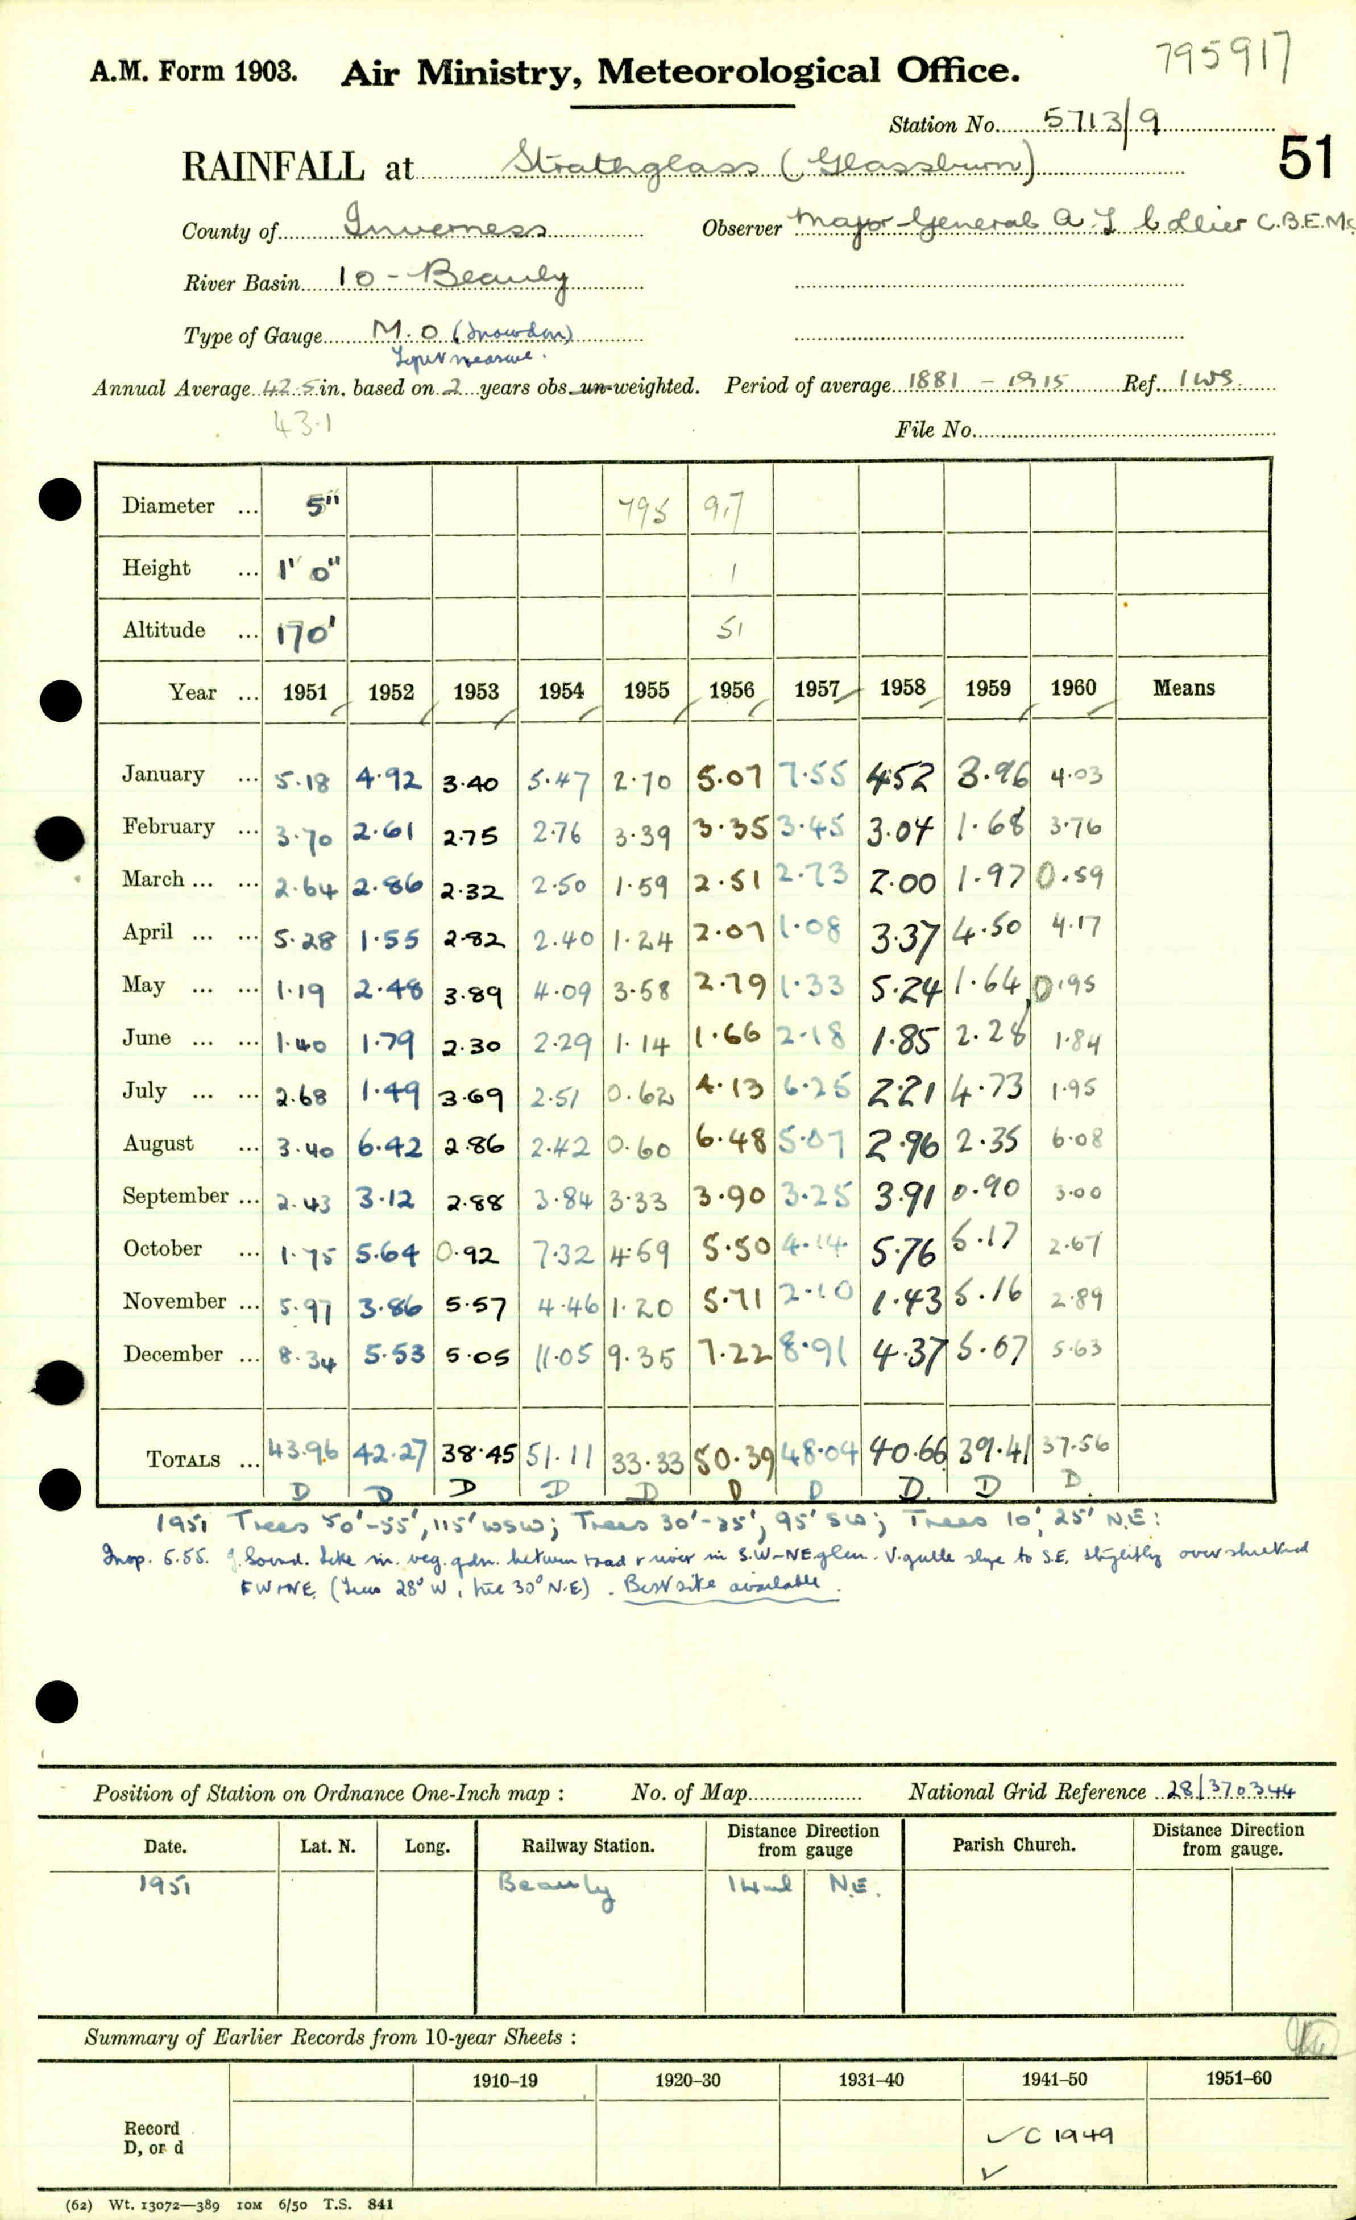 A.M. Form 1903. Air Ministry, Meteorological Office. 795917
Station No. 5713/9
RAINFALL at Strathglass (Glassburn) 51
County of Inverness Observer Major-General A. L. Collier C.B.E.Mc
River Basin 10 - Beauly
Type of Gauge M.O (Snowdon)
Taper measure.
Annual Average 42.5 in. based on 2 years obs. un-weighted. Period of average 1881 - 1915 Ref. IWS.
43.1
File No.
Diameter ... 5" 795 917
Height ... 1' 0" 1
Altitude ... 170' 51
Year ... 1951 1952 1953 1954 1955 1956 1957 1958 1959 1960 Means
January ... 5.18 4.92 3.40 5.47 2.70 5.07 7.55 4.52 3.96 4.03
February ... 3.70 2.61 2.75 2.76 3.39 3.35 3.45 3.04 1.68 3.76
March ... ... 2.64 2.86 2.32 2.50 1.59 2.51 2.73 2.00 1.97 0.59
April ... ... 5.28 1.55 2.82 2.40 1.24 2.07 1.08 3.37 4.50 4.17
May ... ... 1.19 2.48 3.89 4.09 3.58 2.79 1.33 5.24 1.64 0.95
June ... ... 1.40 1.79 2.30 2.29 1.14 1.66 2.18 1.85 2.28 1.84
July ... ... 2.68 1.49 3.69 2.51 0.62 4.13 6.25 2.21 4.73 1.95
August ... 3.40 6.42 2.86 2.42 0.60 6.48 5.07 2.96 2.35 6.08
September ... 2.43 3.12 2.88 3.84 3.33 3.90 3.25 3.91 0.90 3.00
October ... 1.75 5.64 0.92 7.32 4.59 5.50 4.14 5.76 5.17 2.67
November ... 5.97 3.86 5.57 4.46 1.20 5.71 2.10 1.43 5.16 2.89
December ... 8.34 5.53 5.05 11.05 9.35 7.22 8.91 4.37 5.07 5.63
TOTALS ... 43.96 42.27 38.45 51.11 33.33 50.39 48.04 40.66 39.41 37.56
D D D D D D D D. D D.
1951 Trees 50'-55', 115' WSW; Trees 30'-35', 95' SW; Trees 10', 25' N.E:
Insp. 5.55. g. Sound. Site in veg. gdn. between road & river in S.W-NE glen. V. gentle slope to S.E. slightly over sheltered
F W+NE. (Trees 28° W, tree 30° N.E). Best site available.
Position of Station on Ordnance One-Inch map : No. of Map National Grid Reference 28/370344
Date. Lat. N. Long. Railway Station. Distance Direction from gauge Parish Church. Distance Direction from gauge.
1951 Beauly 14ml N.E.
Summary of Earlier Records from 10-year Sheets :
1910–19 1920–30 1931–40 1941–50 1951–60
Record
D, or d
✓ C 1949
✓
(62) Wt. 13072—389 10M 6/50 T.S. 841